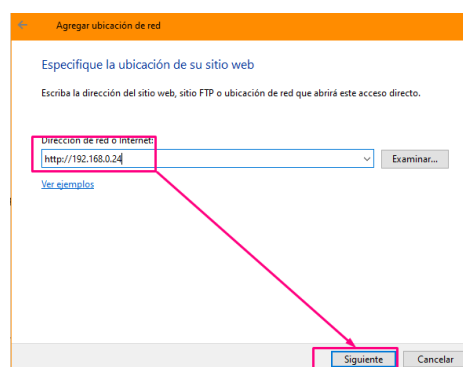 Agregar ubicación de red
Especifique la ubicación de su sitio web
Escriba la dirección del sitio web, sitio FTP o ubicación de red que abrirá este acceso directo.
Dirección de red o Internet:
http://192.168.0.24
Examinar...
Ver ejemplos
Siguiente
Cancelar